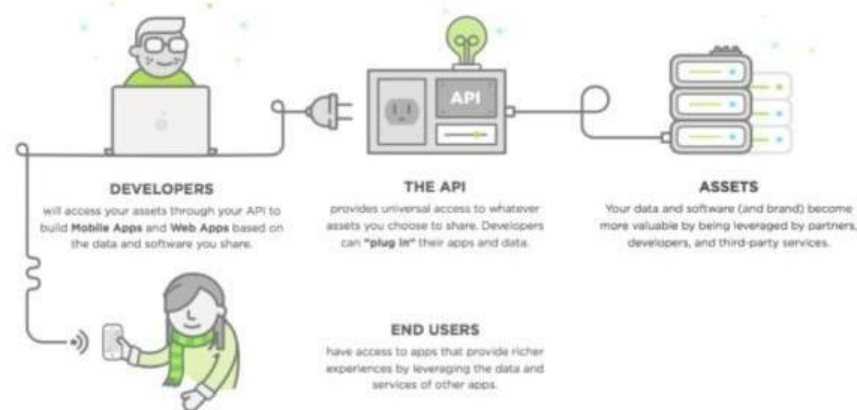 API
DEVELOPERS
will access your assets through your API to
build Mobile Apps and Web Apps based on
the data and software you share.
THE API
provides universal access to whatever
assets you choose to share. Developers
can "plug in" their apps and data.
ASSETS
Your data and software (and brand) become
more valuable by being leveraged by partners,
developers, and third-party services.
END USERS
have access to apps that provide richer
experiences by leveraging the data and
services of other apps.